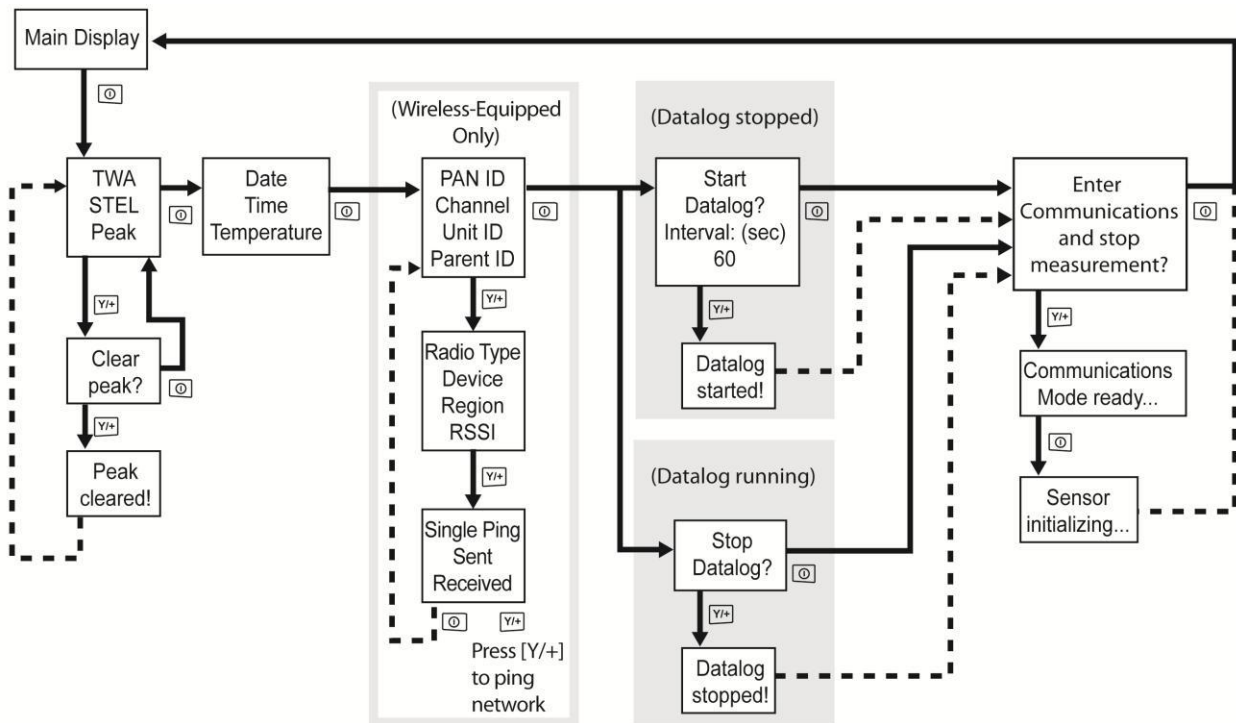 Main Display
TWA
STEL
Peak
Y/+
Clear
peak?
Y/+
Peak
cleared!
Date
Time
Temperature
(Wireless-Equipped
Only)
PAN ID
Channel
Unit ID
Parent ID
Y/+
Radio Type
Device
Region
RSSI
Y/+
Single Ping
Sent
Received
Y/+
Press [Y/+]
to ping
network
(Datalog stopped)
Start
Datalog?
Interval: (sec)
60
Y/+
Datalog
started!
(Datalog running)
Stop
Datalog?
Y/+
Datalog
stopped!
Enter
Communications
and stop
measurement?
Y/+
Communications
Mode ready...
Sensor
initializing...